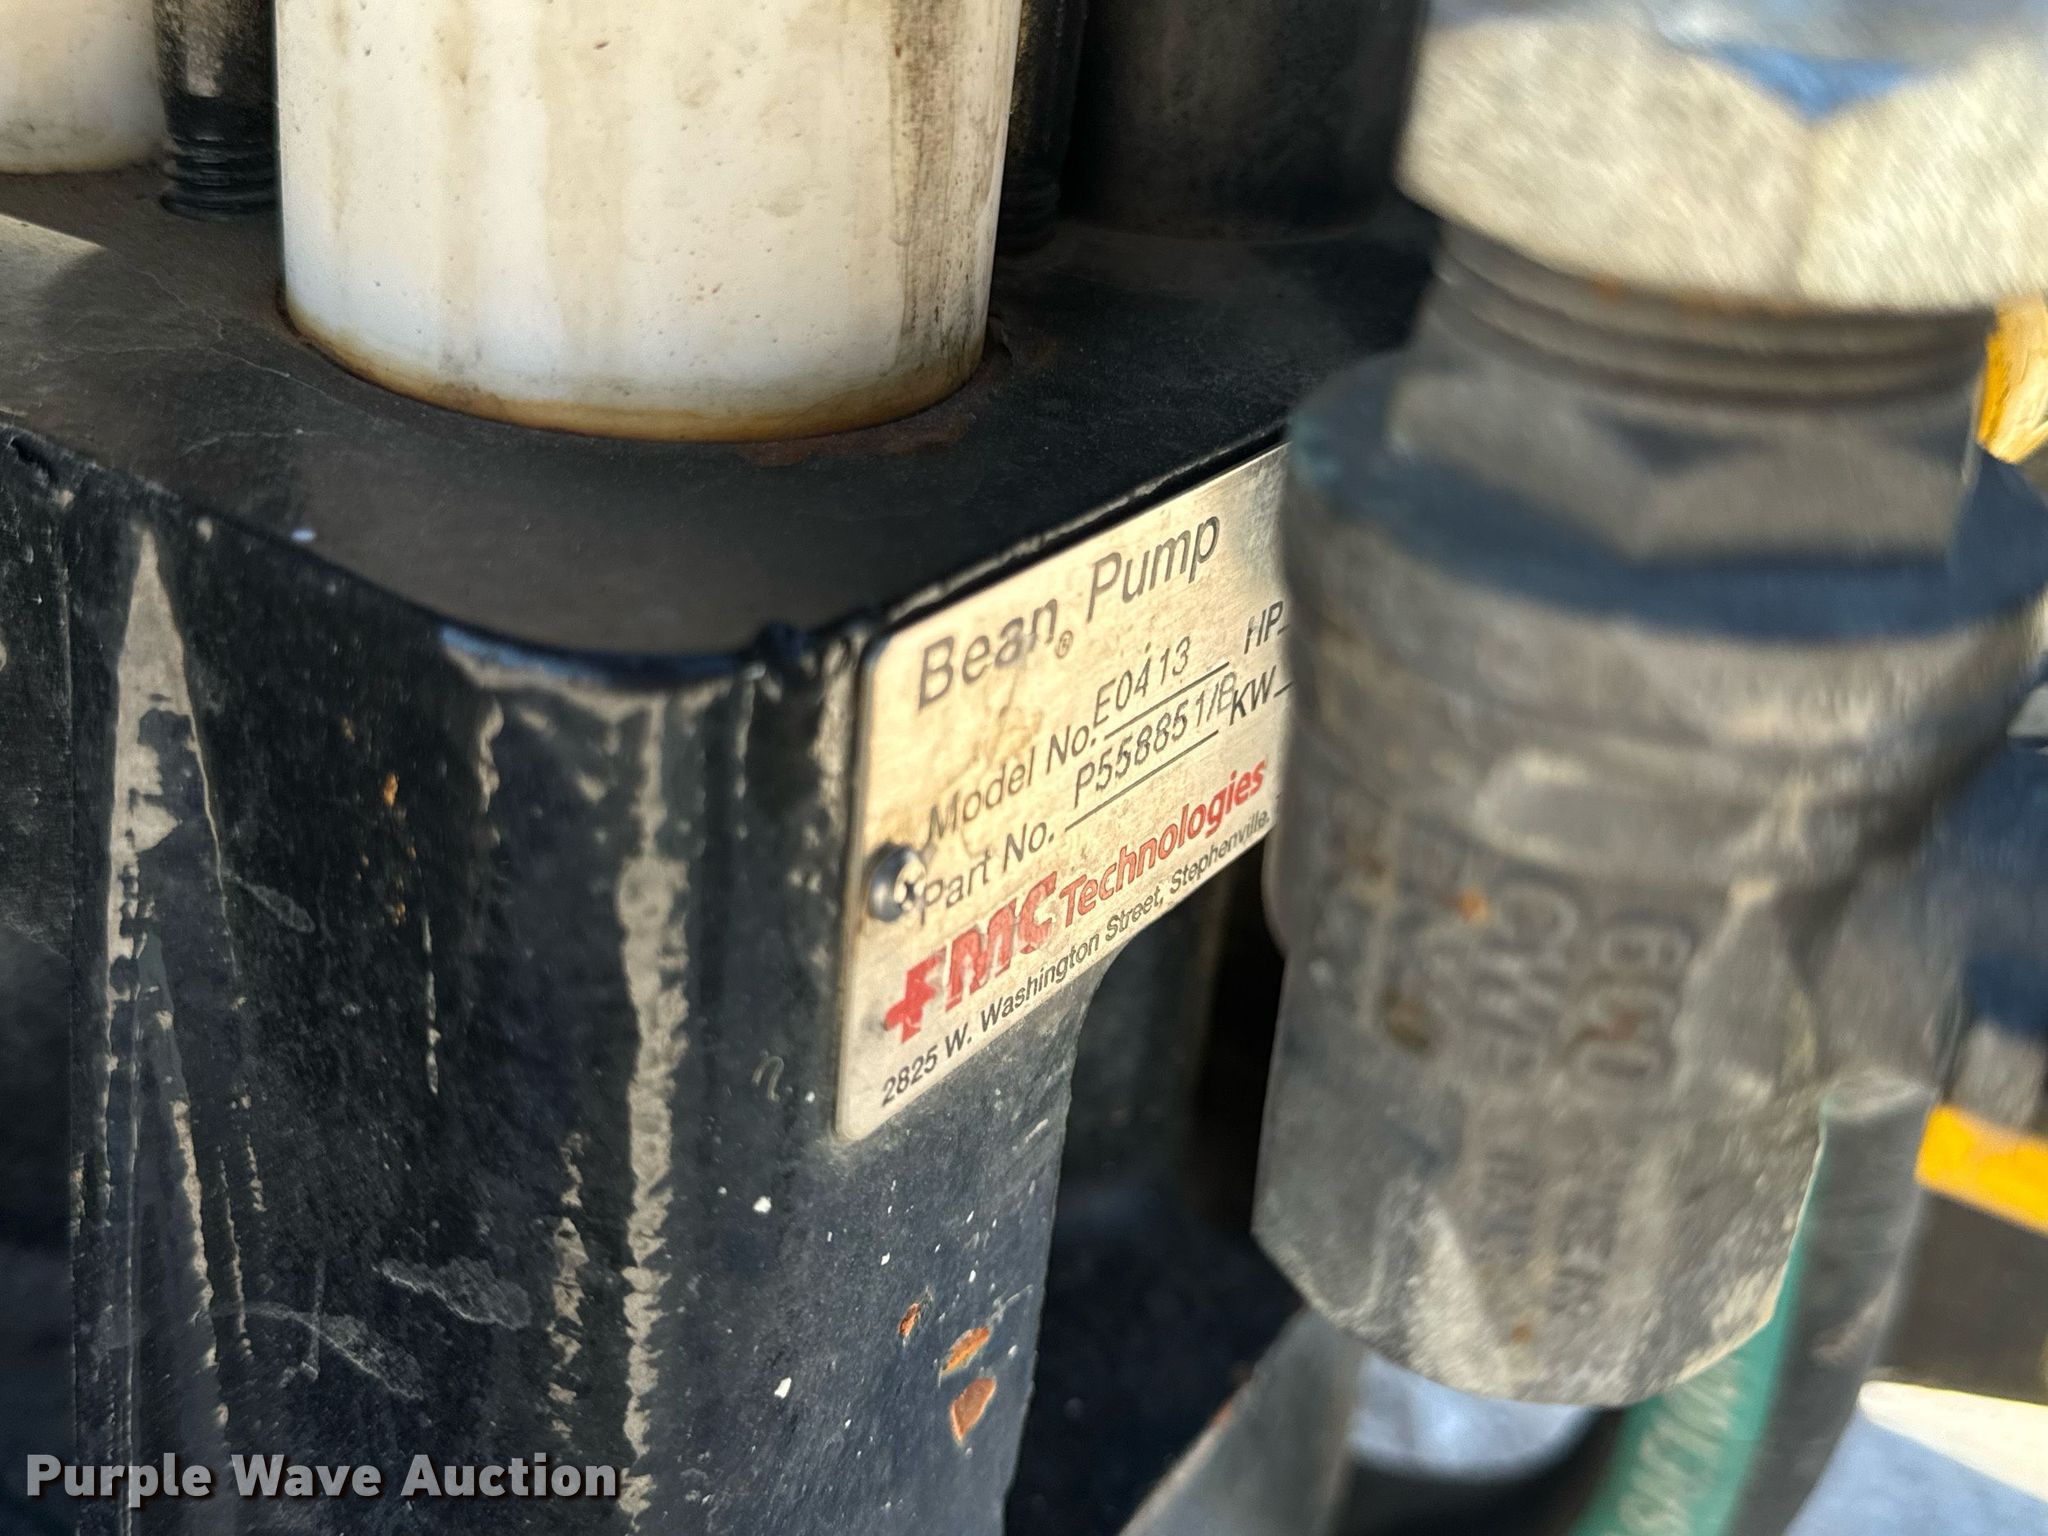 Bean® Pump
Model No. E0413 HP
Part No. P558851/B KW
FMC Technologies
2825 W. Washington Street, Stephenville,
Purple Wave Auction